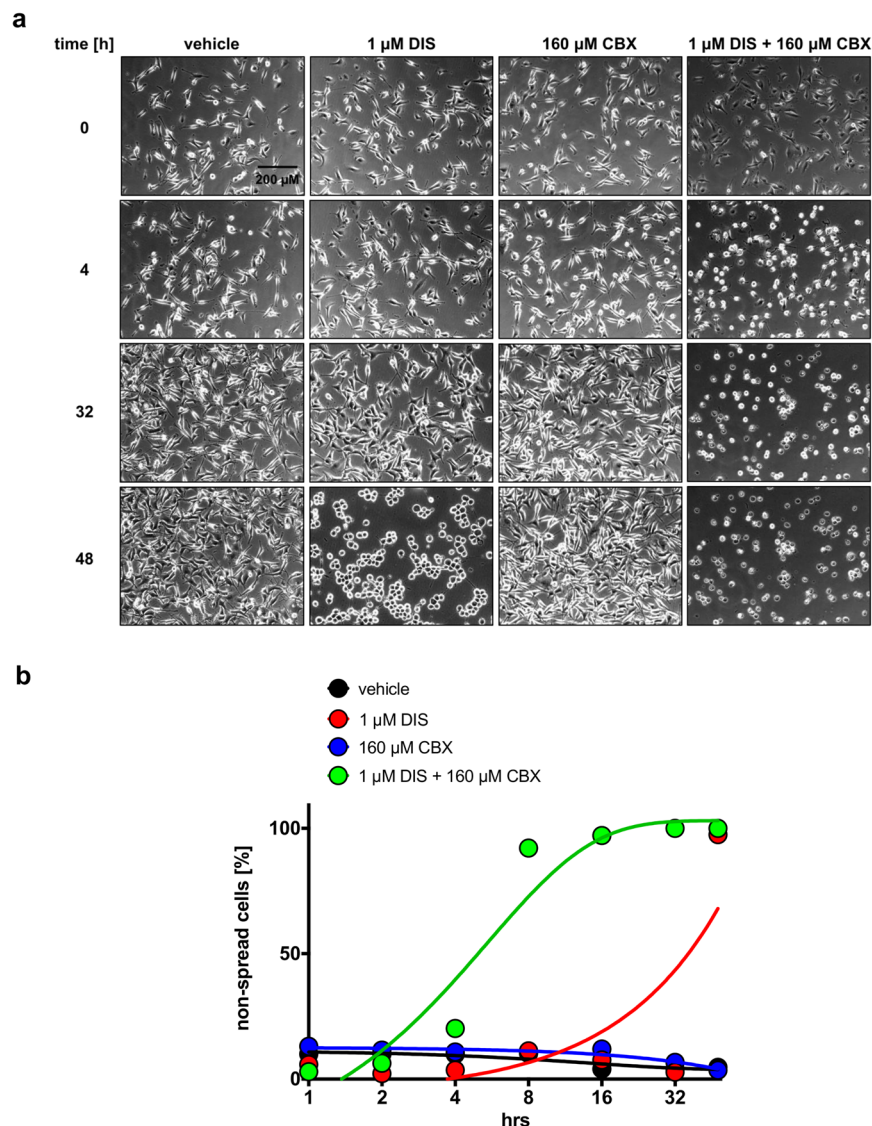 a
time [h] vehicle 1 µM DIS 160 µM CBX 1 µM DIS + 160 µM CBX
0
200 µM
4
32
48
b
vehicle
1 µM DIS
160 µM CBX
1 µM DIS + 160 µM CBX
non-spread cells [%]
100
50
0
1 2 4 8 16 32
hrs